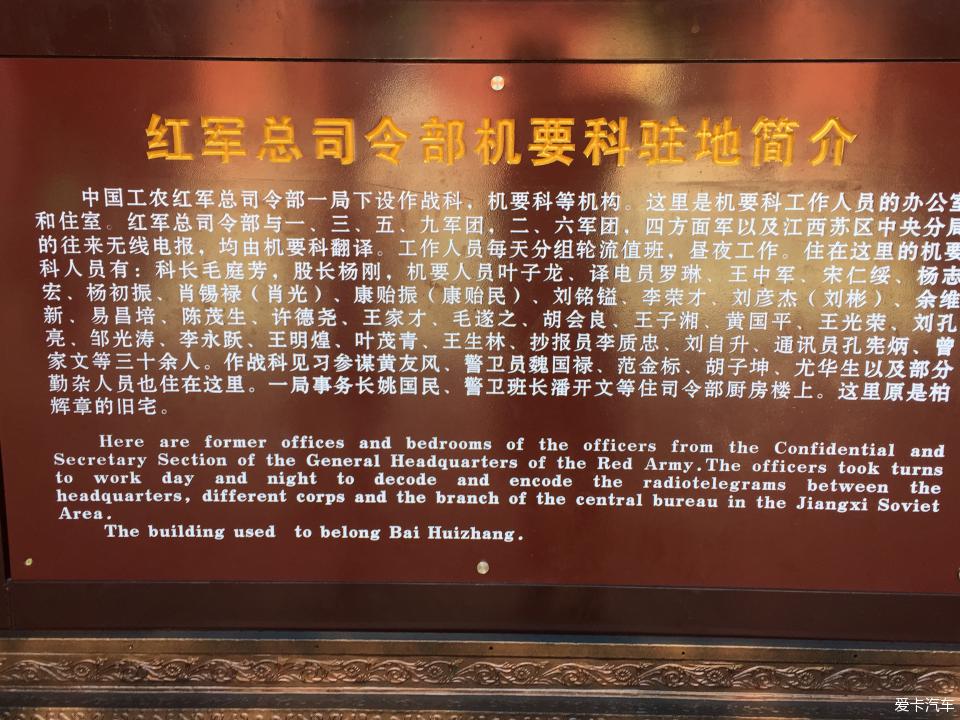 红军总司令部机要科驻地简介
中国工农红军总司令部一局下设作战科，机要科等机构。这里是机要科工作人员的办公室
和住室。红军总司令部与一、三、五、九军团，二、六军团，四方面军以及江西苏区中央分局
的往来无线电报，均由机要科翻译。工作人员每天分组轮流值班，昼夜工作。住在这里的机要
科人员有：科长毛庭芳，股长杨刚，机要人员叶子龙、译电员罗琳、王中军、宋仁绥、杨志
宏、杨初振、肖锡禄（肖光）、康贻振（康贻民）、刘铭镒、李荣才、刘彦杰（刘彬）、余维
新、易昌培、陈茂生、许德尧、王家才、毛遂之、胡会良、王子湘、黄国平、王光荣、刘孔
亮、邹光涛、李永跃、王明煌、叶茂青、王生林、抄报员李质忠、刘自升、通讯员孔宪炳、曾
家文等三十余人。作战科见习参谋黄友风、警卫员魏国禄、范金标、胡子坤、尤华生以及部分
勤杂人员也住在这里。一局事务长姚国民、警卫班长潘开文等住司令部厨房楼上。这里原是柏
辉章的旧宅。
Here are former offices and bedrooms of the officers from the Confidential and
Secretary Section of the General Headquarters of the Red Army.The officers took turns
to work day and night to decode and encode the radiotelegrams between the
headquarters, different corps and the branch of the central bureau in the Jiangxi Soviet
Area.
The building used to belong Bai Huizhang.
爱卡汽车